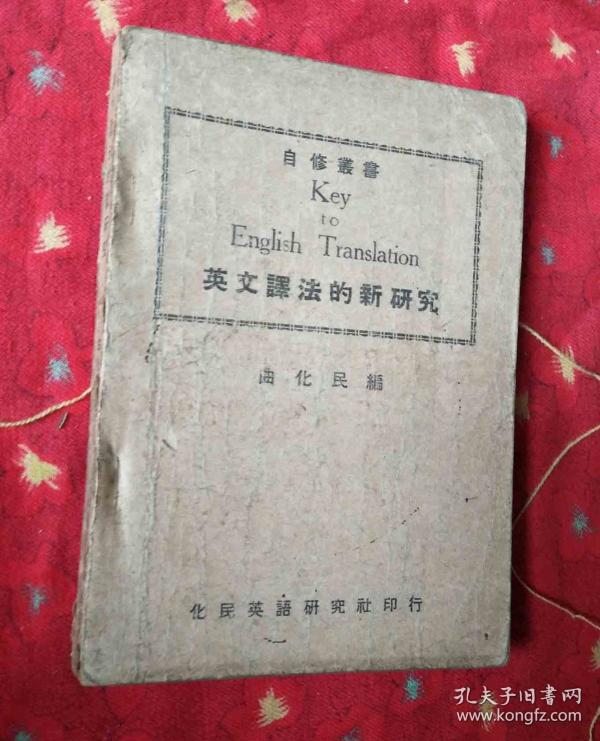 自修叢書
Key
to
English Translation
英文譯法的新研究
曲化民編
化民英語研究社印行
孔夫子旧书网
www.kongfz.com